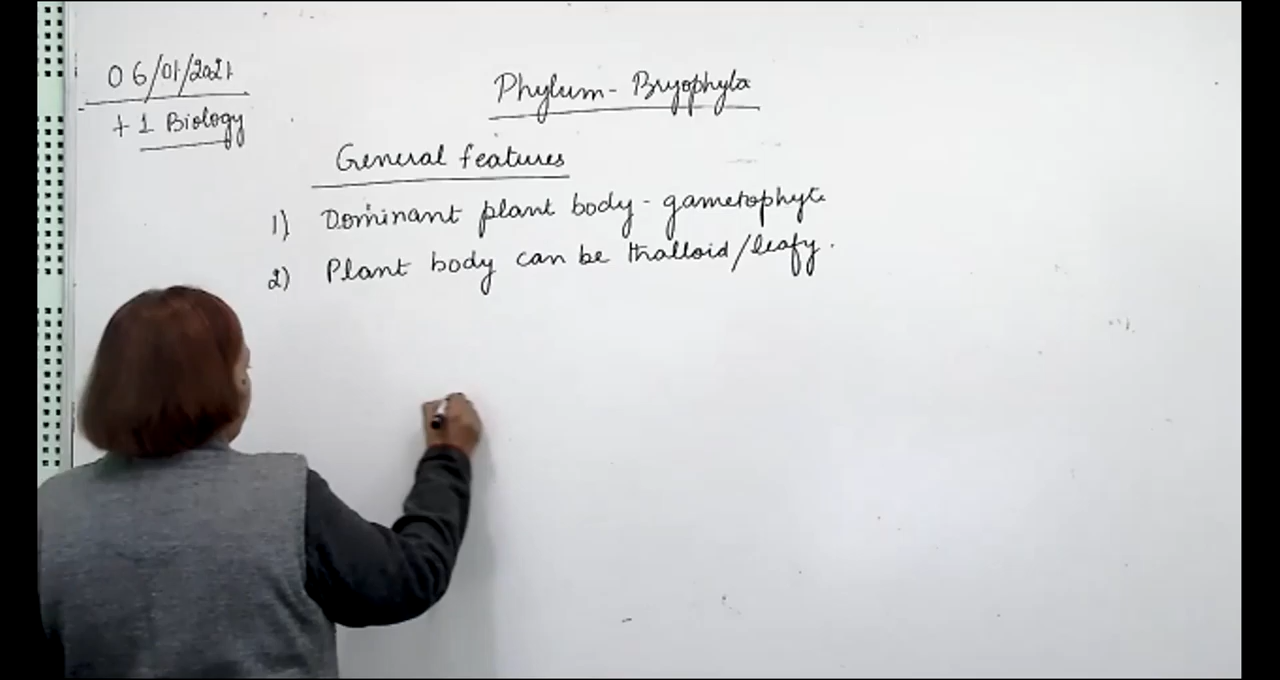 06/01/2021
+1 Biology
Phylum - Bryophyta
General features
1) Dominant plant body - gametophyte
2) Plant body can be thalloid/leafy.